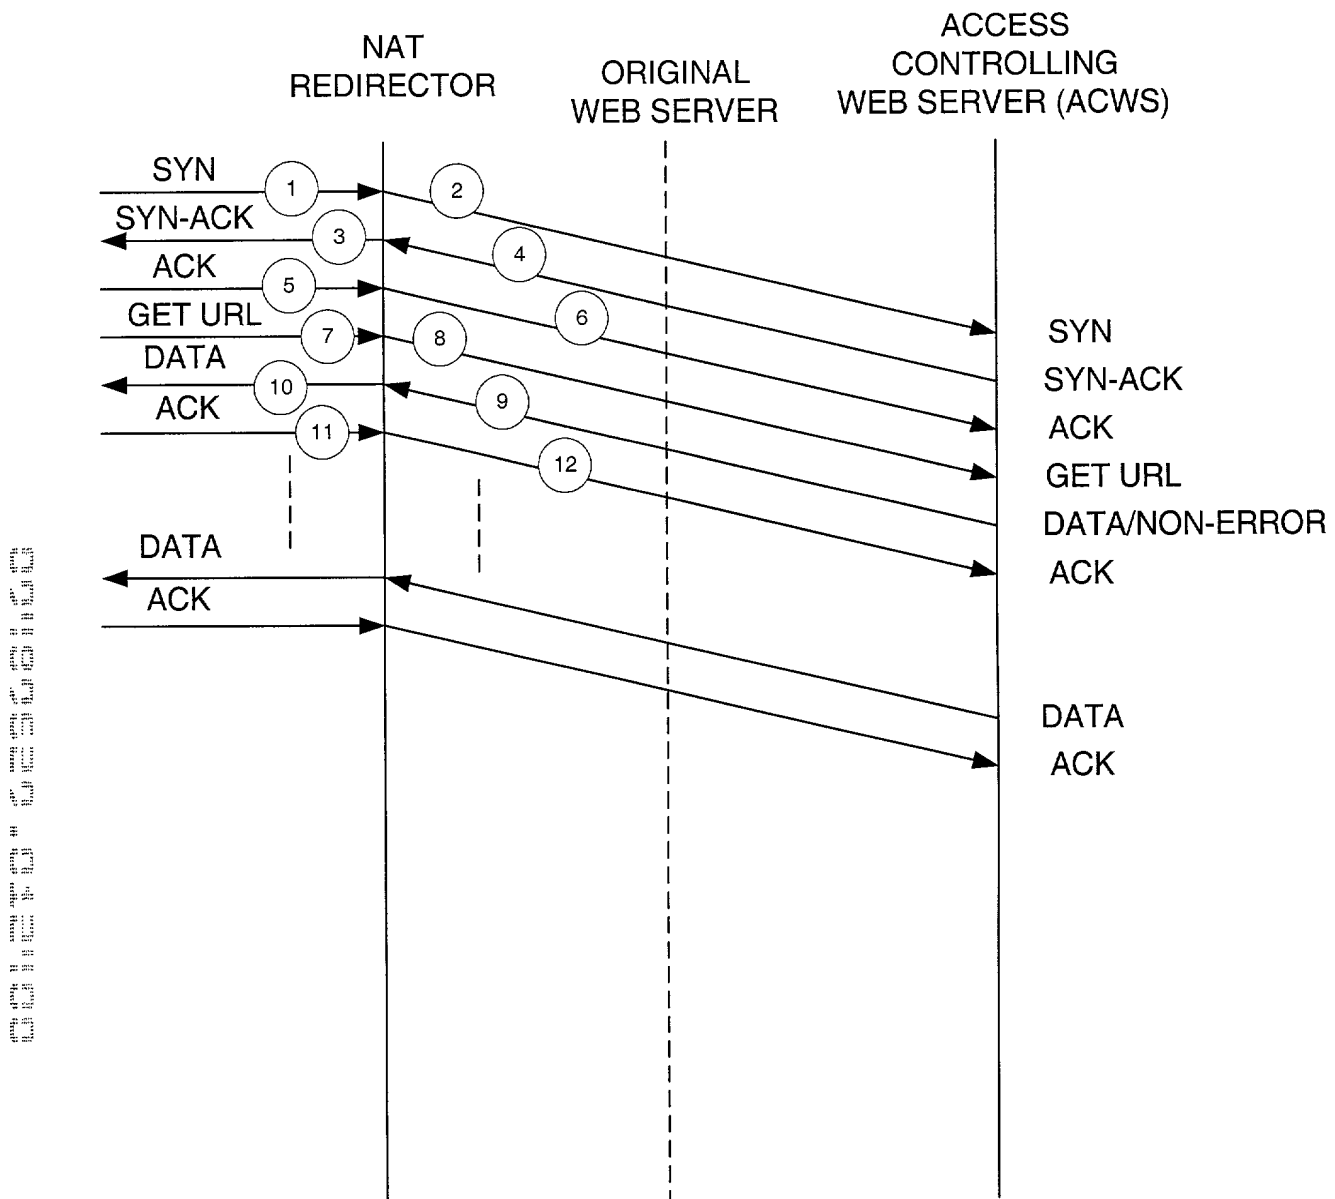 NAT
REDIRECTOR
ORIGINAL
WEB SERVER
ACCESS
CONTROLLING
WEB SERVER (ACWS)
SYN
1
2
SYN-ACK
3
4
ACK
5
6
GET URL
7
8
DATA
10
9
ACK
11
12
SYN
SYN-ACK
ACK
GET URL
DATA/NON-ERROR
ACK
DATA
ACK
DATA
ACK